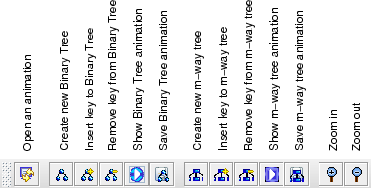 Open an animation
Create new Binary Tree
Insert key to Binary Tree
Remove key from Binary Tree
Show Binary Tree animation
Save Binary Tree animation
Create new m-way tree
Insert key to m-way tree
Remove key from m-way tree
Show m-way tree animation
Save m-way tree animation
Zoom in
Zoom out